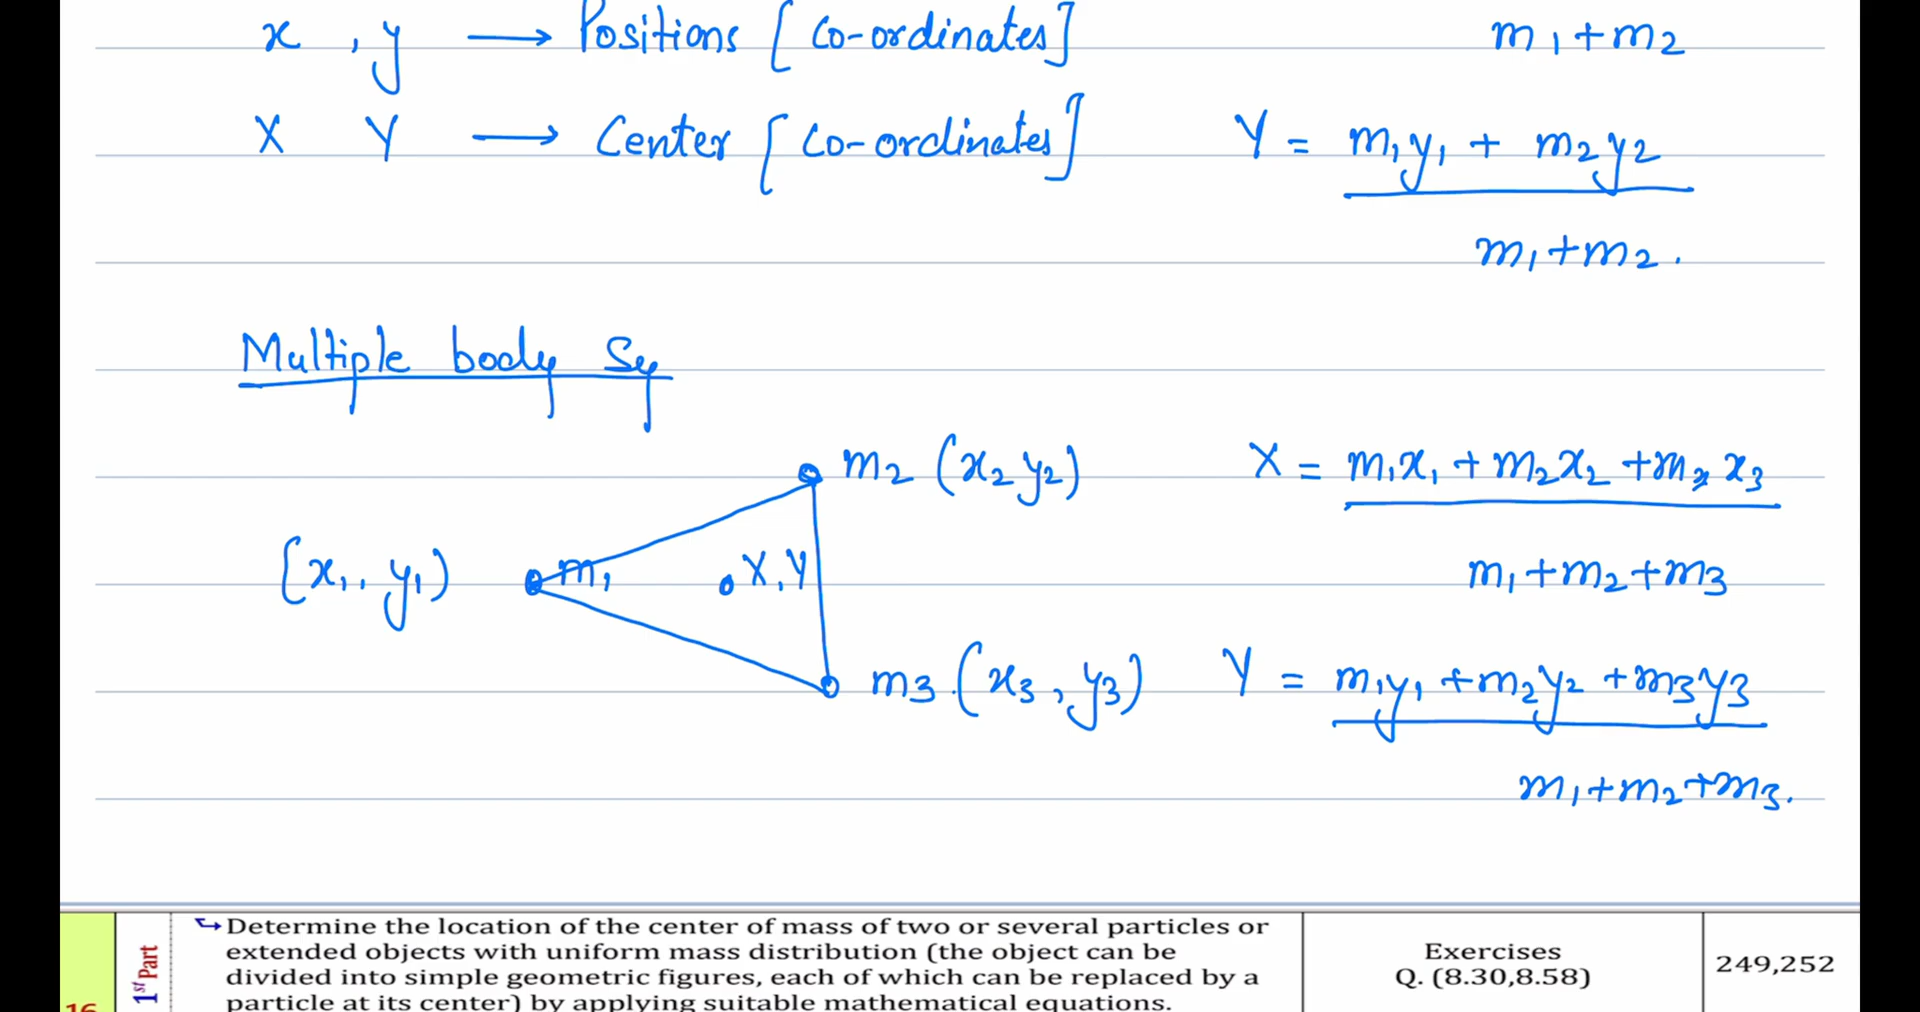 x , y ⟶ Positions [Co-ordinates]
m1+m2
X Y ⟶ Center [Co-ordinates]
Y = m1y1 + m2y2
m1+m2.
Multiple body Sy
m2 (x2 y2)
X = m1x1 + m2x2 + m3 x3
(x1, y1) m1 X, Y
m1+m2+m3
m3.(x3, y3)
Y = m1y1 + m2y2 + m3y3
m1+m2+m3.
↪ Determine the location of the center of mass of two or several particles or
extended objects with uniform mass distribution (the object can be
divided into simple geometric figures, each of which can be replaced by a
particle at its center) by applying suitable mathematical equations.
1st Part
16
Exercises
Q. (8.30,8.58)
249,252